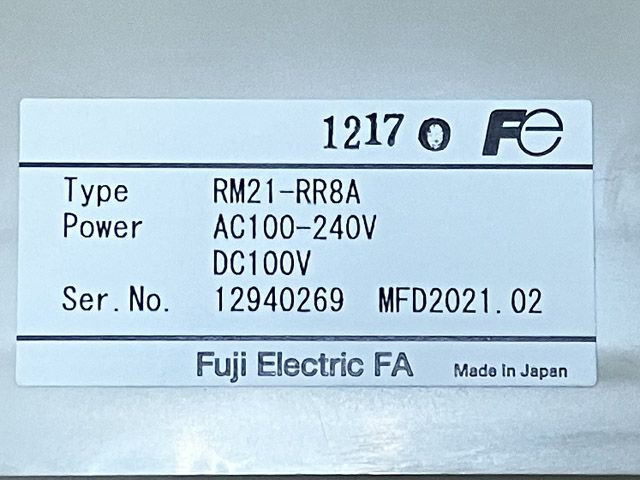 1217 Fe
Type RM21-RR8A
Power AC100-240V
DC100V
Ser.No. 12940269 MFD2021.02
Fuji Electric FA Made in Japan